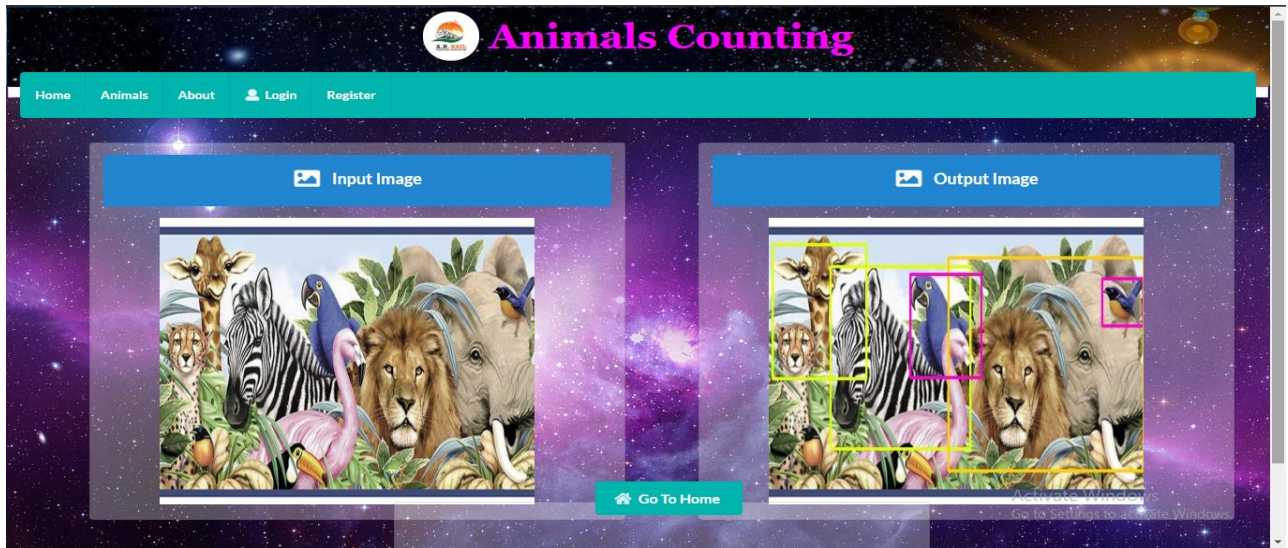 A.R. RAIL
Animals Counting
Home
Animals
About
Login
Register
Input Image
Output Image
Go To Home
Activate Windows
Go to Settings to activate Windows.